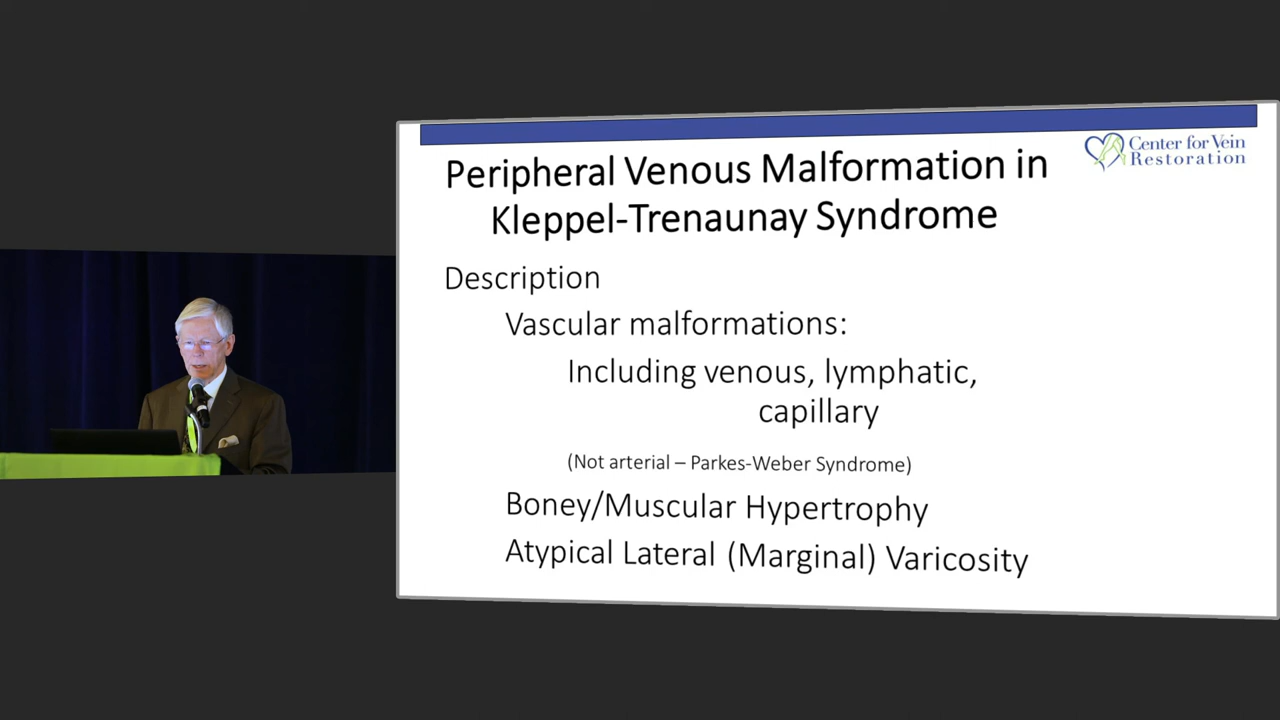 Center for Vein
Restoration
Peripheral Venous Malformation in
Kleppel-Trenaunay Syndrome
Description
Vascular malformations:
Including venous, lymphatic,
capillary
(Not arterial – Parkes-Weber Syndrome)
Boney/Muscular Hypertrophy
Atypical Lateral (Marginal) Varicosity